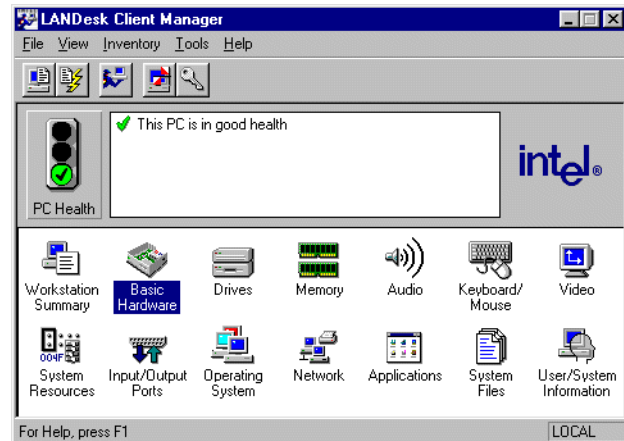 LANDesk Client Manager
File View Inventory Tools Help
This PC is in good health
intel®
PC Health
Workstation Summary
Basic Hardware
Drives
Memory
Audio
Keyboard/ Mouse
Video
004F
System Resources
Input/Output Ports
Operating System
Network
Applications
System Files
User/System Information
For Help, press F1
LOCAL